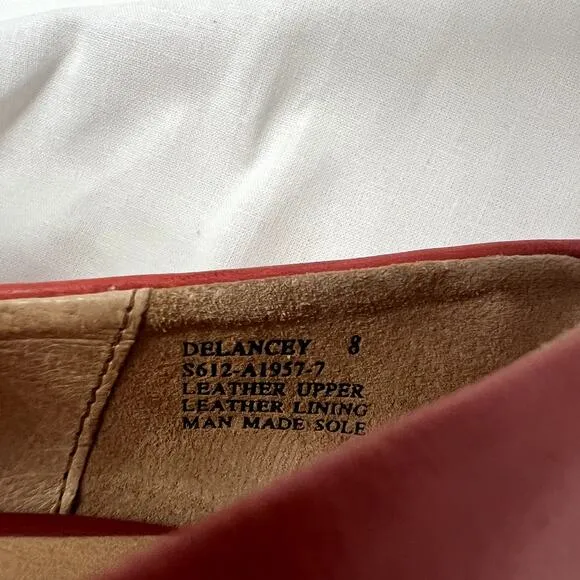 DELANCEY 8
S612-A1957-7
LEATHER UPPER
LEATHER LINING
MAN MADE SOLE